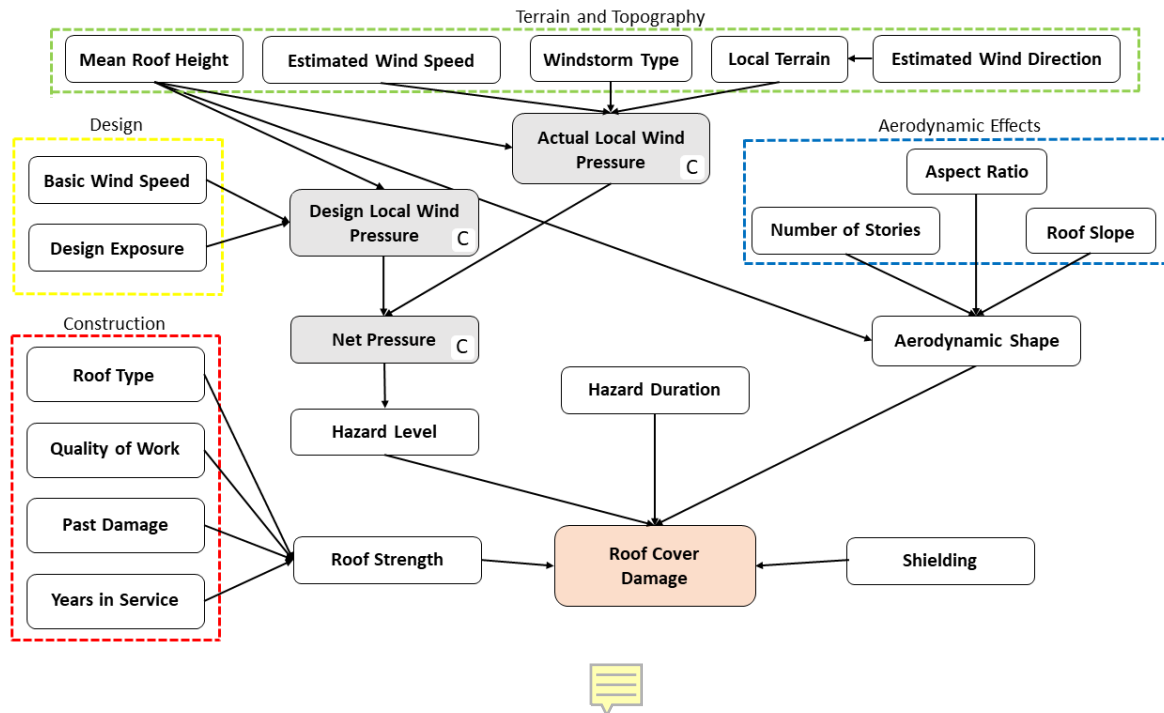 Terrain and Topography
Mean Roof Height
Estimated Wind Speed
Windstorm Type
Local Terrain
Estimated Wind Direction
Design
Actual Local Wind
Pressure
C
Aerodynamic Effects
Basic Wind Speed
Aspect Ratio
Design Local Wind
Pressure
C
Design Exposure
Number of Stories
Roof Slope
Construction
Net Pressure
C
Aerodynamic Shape
Roof Type
Hazard Duration
Hazard Level
Quality of Work
Past Damage
Roof Strength
Roof Cover
Damage
Shielding
Years in Service